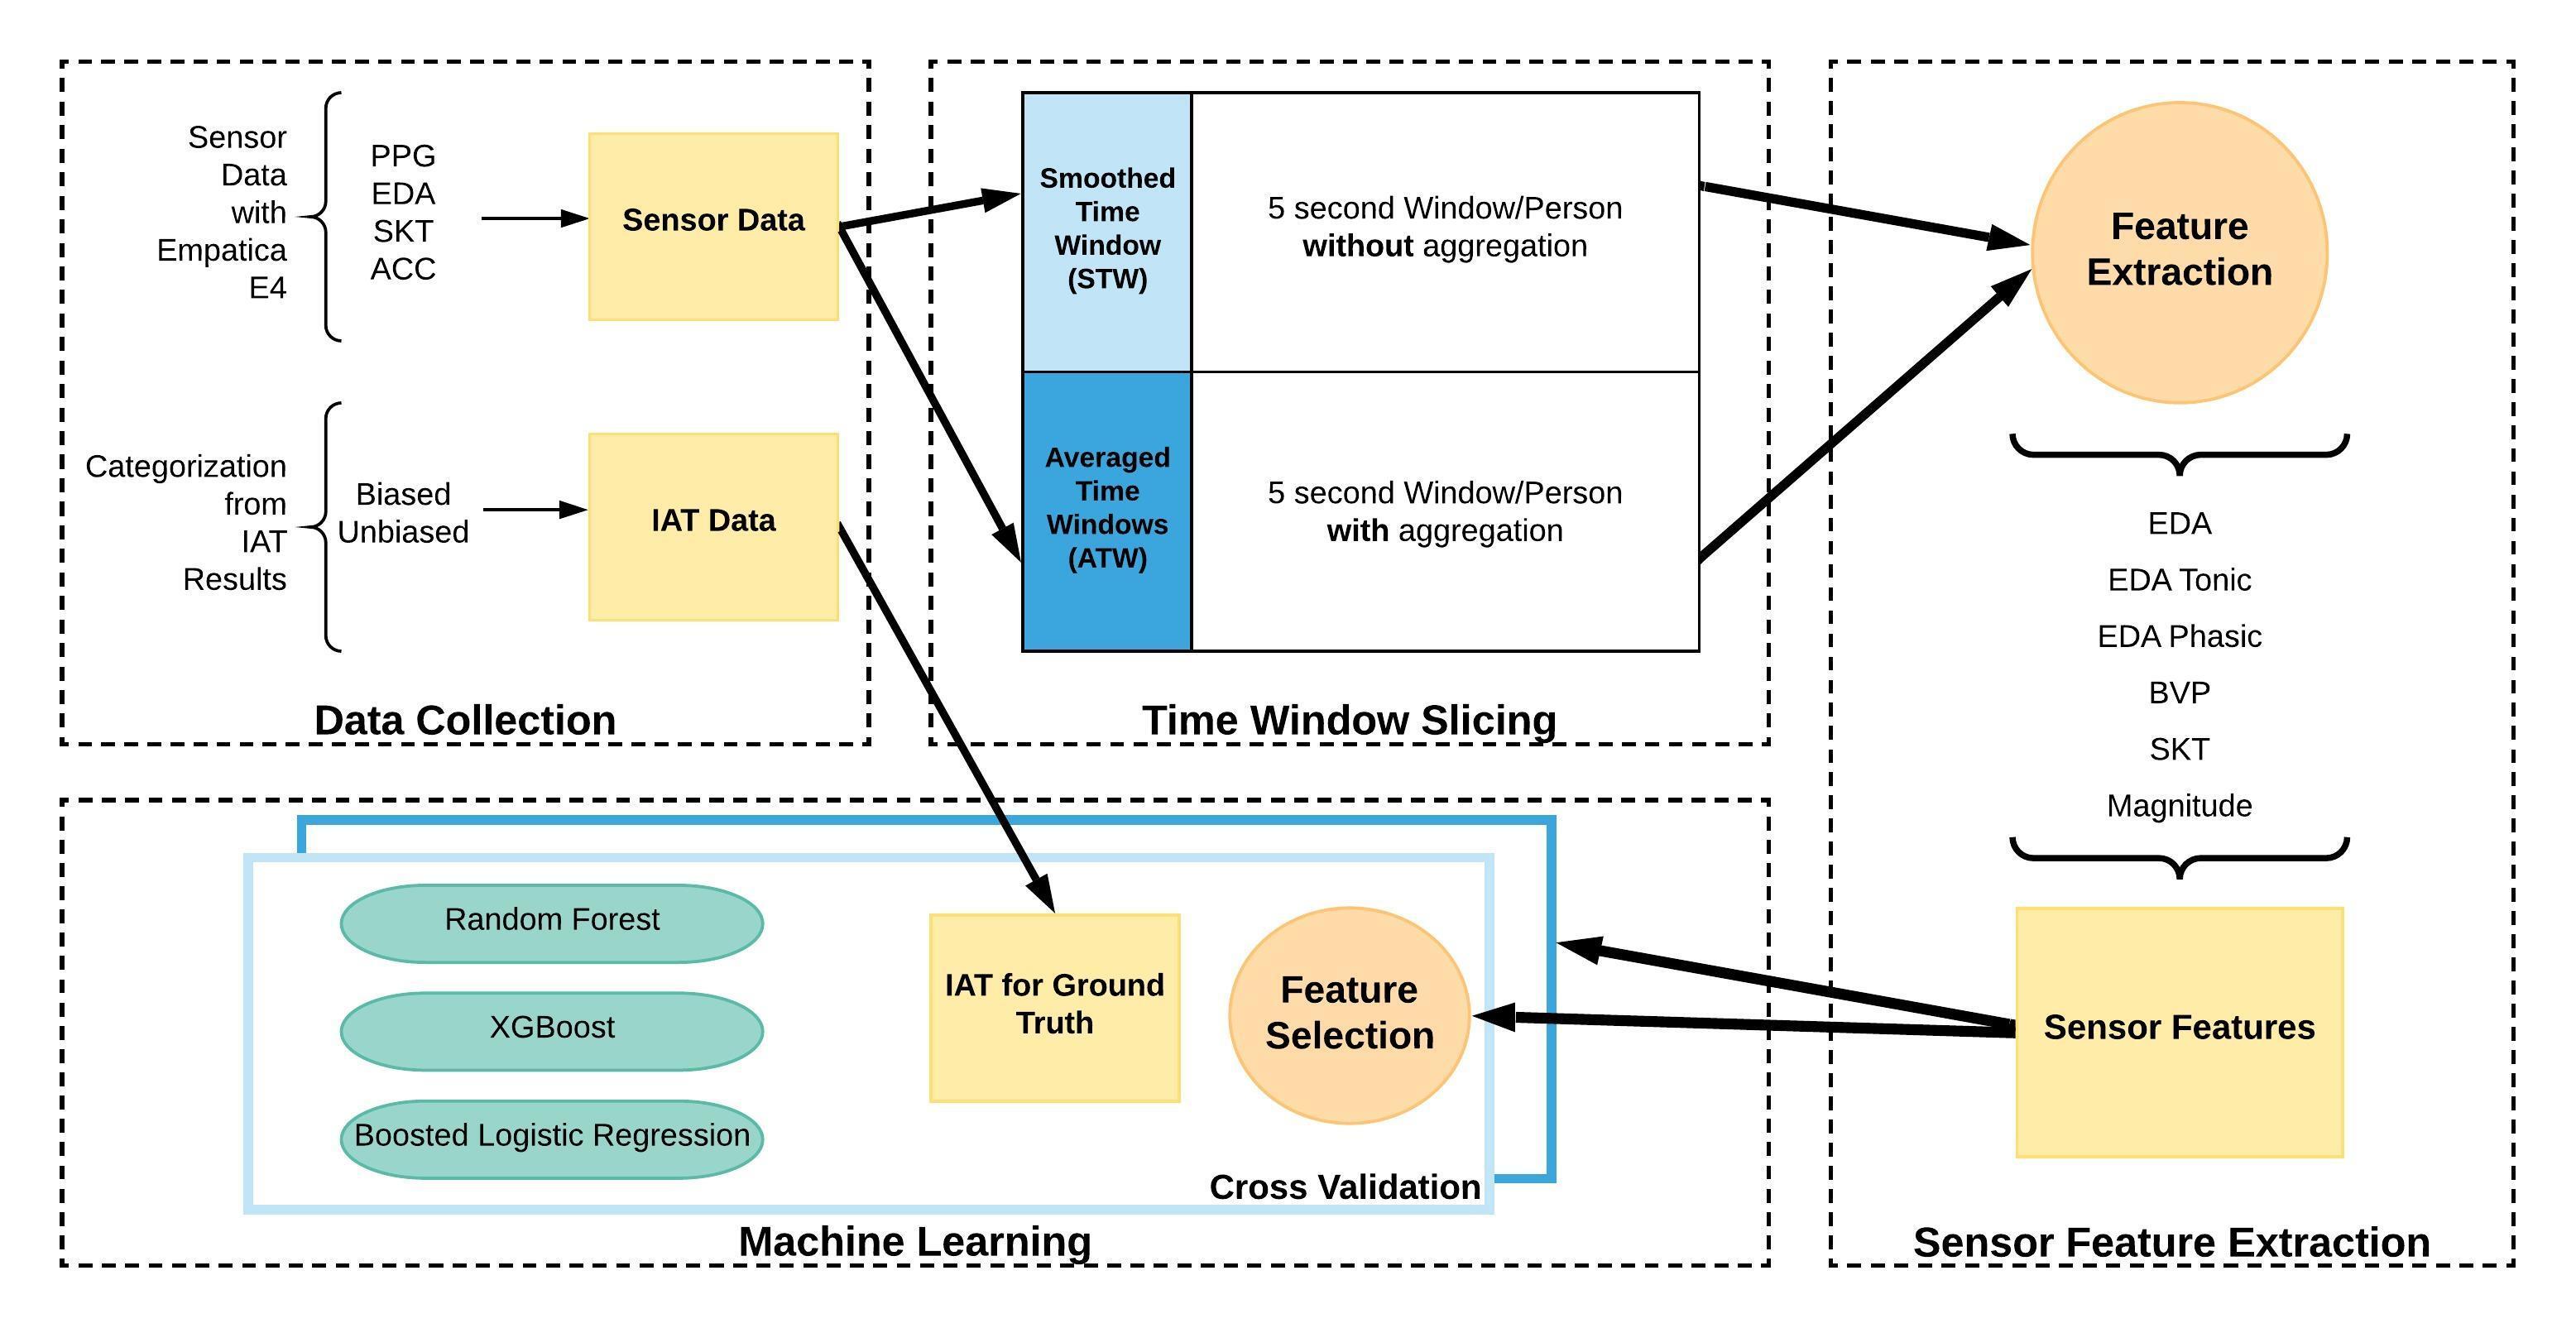 Sensor
Data
with
Empatica
E4
PPG
EDA
SKT
ACC
Sensor Data
Categorization
from
IAT
Results
Biased
Unbiased
IAT Data
Data Collection
Smoothed
Time
Window
(STW)
5 second Window/Person
without aggregation
Averaged
Time
Windows
(ATW)
5 second Window/Person
with aggregation
Time Window Slicing
Feature
Extraction
EDA
EDA Tonic
EDA Phasic
BVP
SKT
Magnitude
Sensor Features
Sensor Feature Extraction
Random Forest
XGBoost
Boosted Logistic Regression
IAT for Ground
Truth
Feature
Selection
Cross Validation
Machine Learning